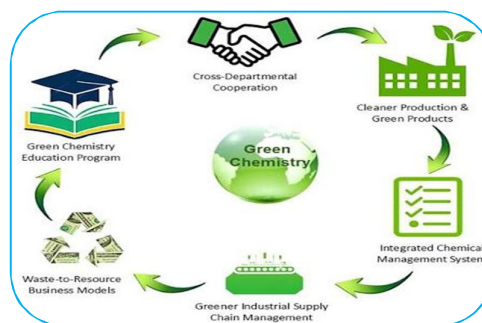 Cross-Departmental
Cooperation
Cleaner Production &
Green Products
Integrated Chemical
Management System
Greener Industrial Supply
Chain Management
Waste-to-Resource
Business Models
Green Chemistry
Education Program
Green
Chemistry